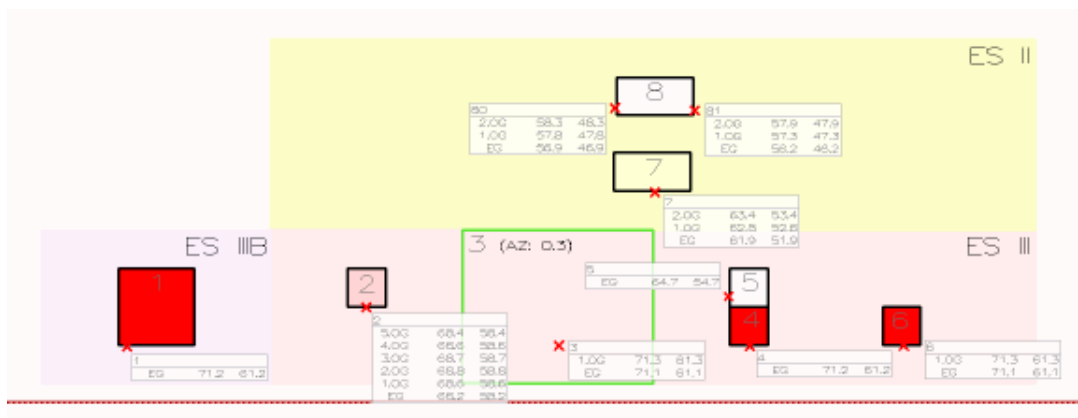 ES II
8
80
2.OG 58.3 48.3
1.OG 57.8 47.8
EG 56.9 46.9
81
2.OG 57.9 47.9
1.OG 57.3 47.3
EG 56.2 46.2
7
7
2.OG 63.4 53.4
1.OG 62.8 52.8
EG 61.9 51.9
ES IIIB
3 (AZ: 0.3)
ES III
1
2
5
EG 64.7 54.7
5
4
6
2
5.OG 68.4 58.4
4.OG 68.6 58.6
3.OG 68.7 58.7
2.OG 68.8 58.8
1.OG 68.6 58.6
EG 68.2 58.2
1
EG 71.2 61.2
3
1.OG 71.3 61.3
EG 71.1 61.1
4
EG 71.2 61.2
6
1.OG 71.3 61.3
EG 71.1 61.1